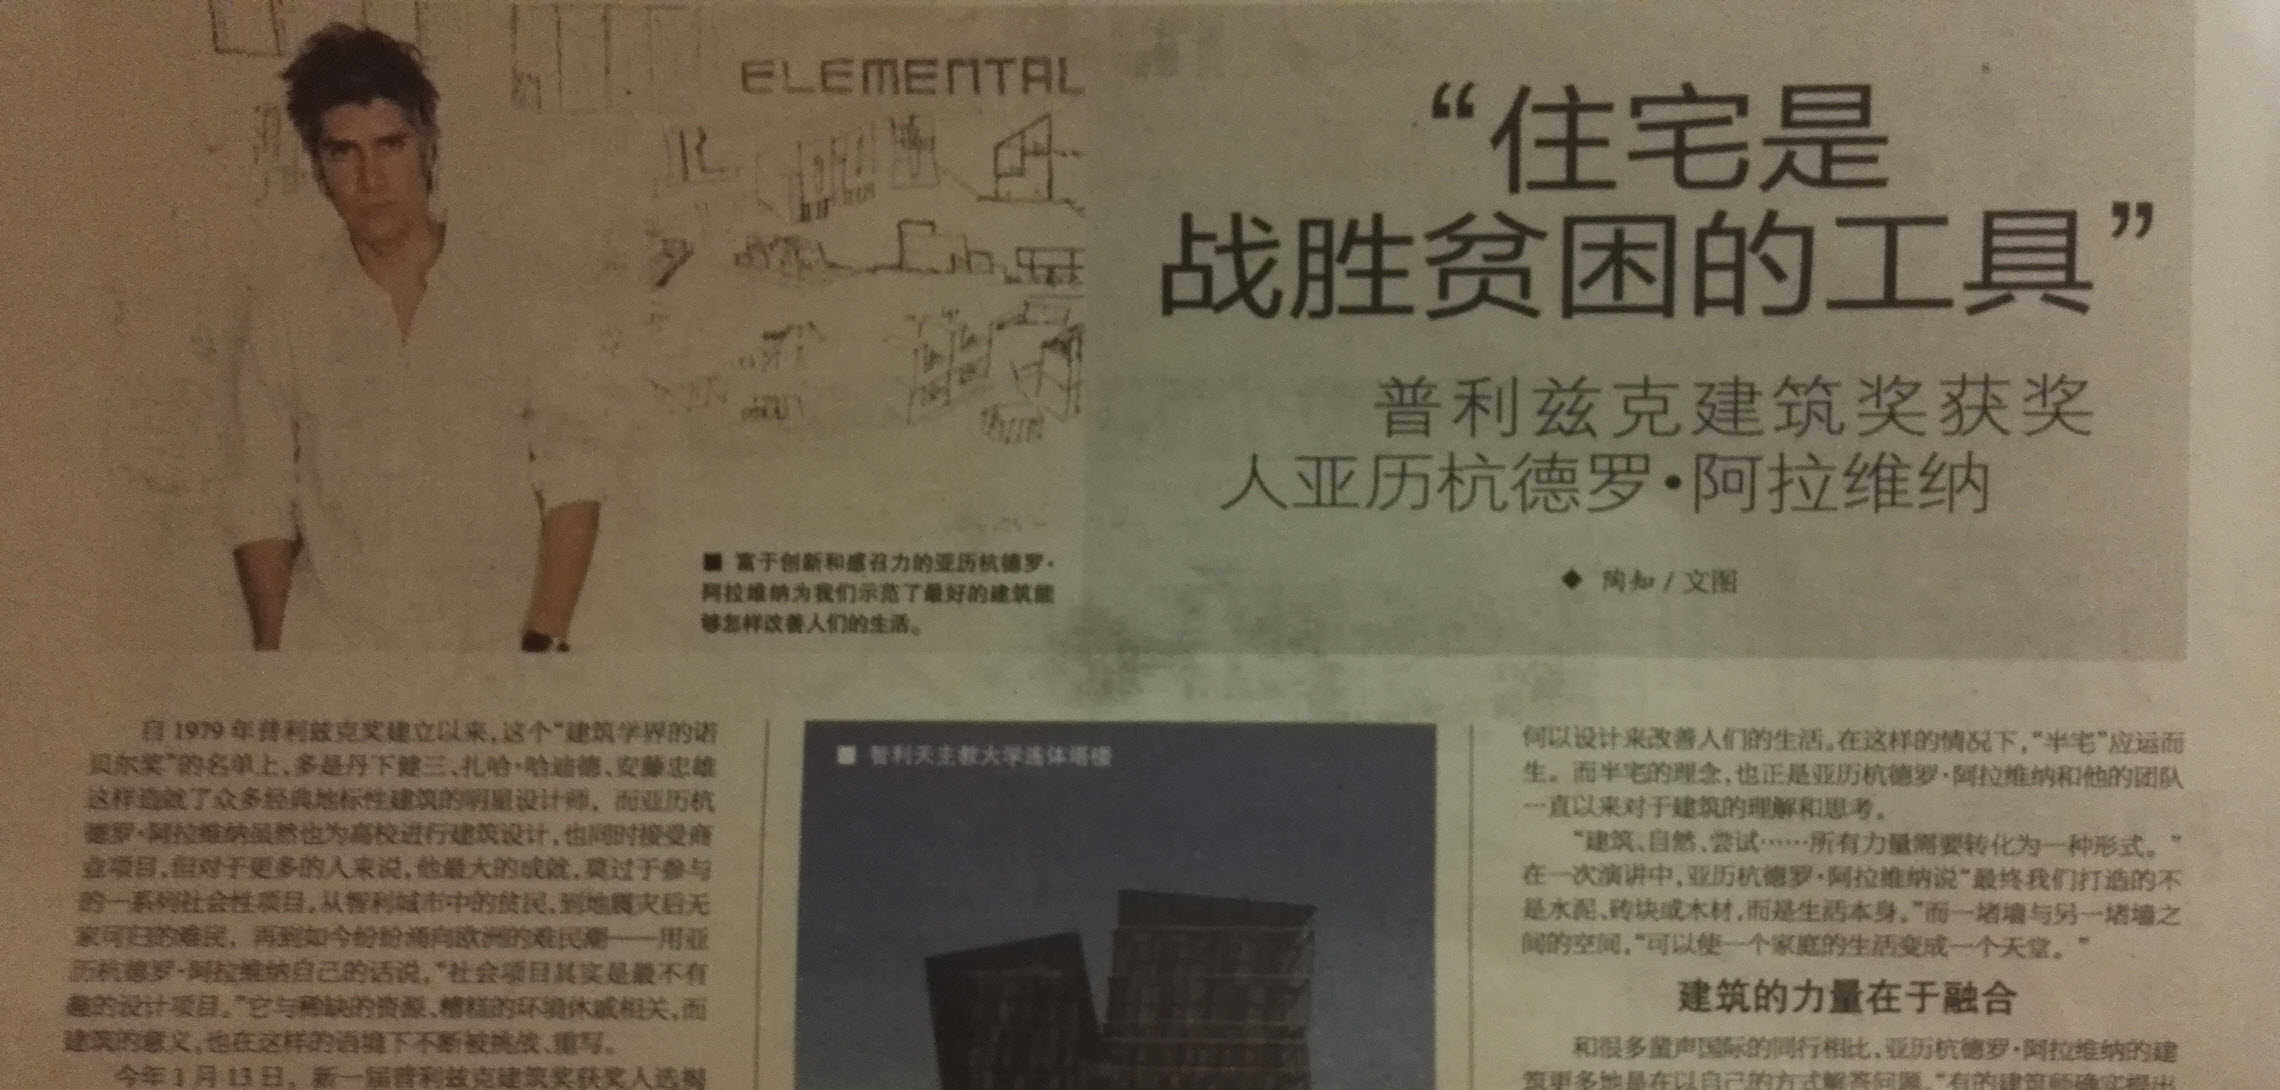 ELEMENTAL
“住宅是
战胜贫困的工具”
普利兹克建筑奖获奖
人亚历杭德罗·阿拉维纳
◆ 陶知 / 文图
■ 富于创新和感召力的亚历杭德罗·
阿拉维纳为我们示范了最好的建筑能
够怎样改善人们的生活。
自 1979 年普利兹克奖建立以来，这个“建筑学界的诺
贝尔奖”的名单上，多是丹下健三、扎哈·哈迪德、安藤忠雄
这样造就了众多经典地标性建筑的明星设计师，而亚历杭
德罗·阿拉维纳虽然也为高校进行建筑设计，也同时接受商
业项目，但对于更多的人来说，他最大的成就，莫过于参与
的一系列社会性项目，从智利城市中的贫民，到地震灾后无
家可归的难民，再到如今纷纷涌向欧洲的难民潮——用亚
历杭德罗·阿拉维纳自己的话说，“社会项目其实是最不有
趣的设计项目。”它与稀缺的资源、糟糕的环境休戚相关，而
建筑的意义，也在这样的语境下不断被挑战、重写。
今年 1 月 13 日，新一届普利兹克建筑奖获奖人选揭
■ 智利天主教大学连体塔楼
何以设计来改善人们的生活。在这样的情况下，“半宅”应运而
生。而半宅的理念，也正是亚历杭德罗·阿拉维纳和他的团队
一直以来对于建筑的理解和思考。
“建筑、自然、尝试……所有力量需要转化为一种形式。”
在一次演讲中，亚历杭德罗·阿拉维纳说“最终我们打造的不
是水泥、砖块或木材，而是生活本身。”而一堵墙与另一堵墙之
间的空间，“可以使一个家庭的生活变成一个天堂。”
建筑的力量在于融合
和很多蜚声国际的同行相比，亚历杭德罗·阿拉维纳的建
筑更多地是在以自己的方式解答问题。“有的建筑师确实提出